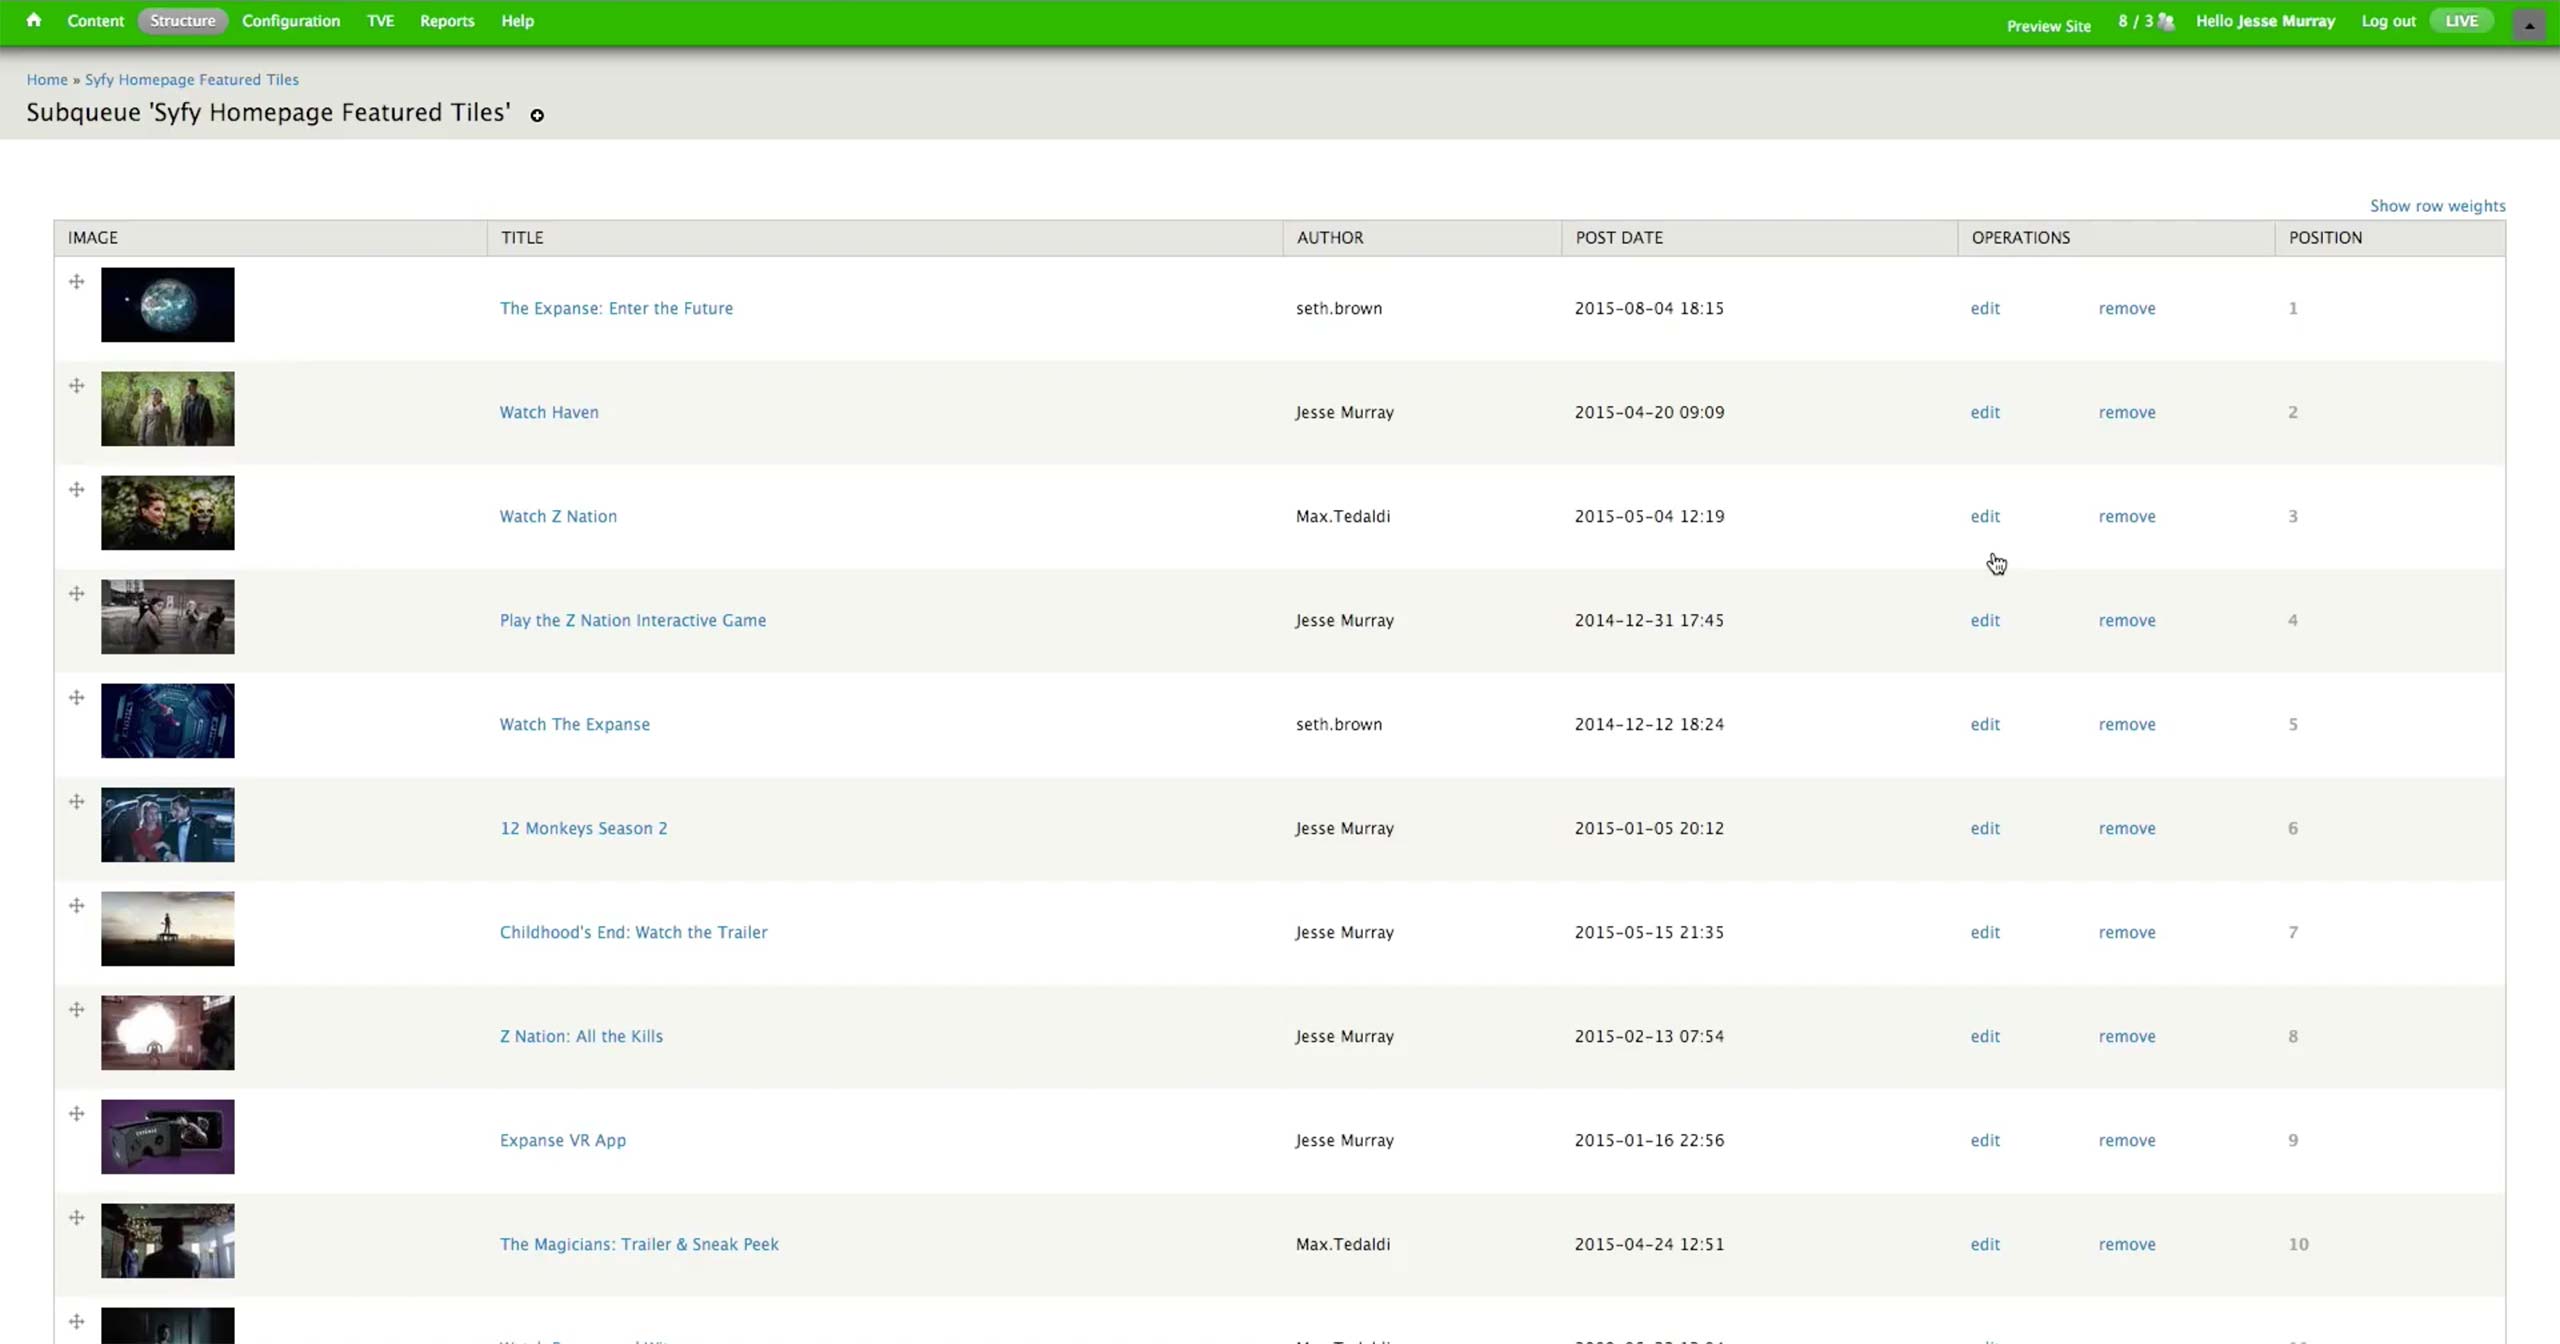 Content Structure Configuration TVE Reports Help Preview Site 8 / 3 Hello Jesse Murray Log out LIVE
Home » Syfy Homepage Featured Tiles
Subqueue 'Syfy Homepage Featured Tiles'
Show row weights
IMAGE TITLE AUTHOR POST DATE OPERATIONS POSITION
The Expanse: Enter the Future seth.brown 2015-08-04 18:15 edit remove 1
Watch Haven Jesse Murray 2015-04-20 09:09 edit remove 2
Watch Z Nation Max.Tedaldi 2015-05-04 12:19 edit remove 3
Play the Z Nation Interactive Game Jesse Murray 2014-12-31 17:45 edit remove 4
Watch The Expanse seth.brown 2014-12-12 18:24 edit remove 5
12 Monkeys Season 2 Jesse Murray 2015-01-05 20:12 edit remove 6
Childhood's End: Watch the Trailer Jesse Murray 2015-05-15 21:35 edit remove 7
Z Nation: All the Kills Jesse Murray 2015-02-13 07:54 edit remove 8
Expanse VR App Jesse Murray 2015-01-16 22:56 edit remove 9
The Magicians: Trailer & Sneak Peek Max.Tedaldi 2015-04-24 12:51 edit remove 10